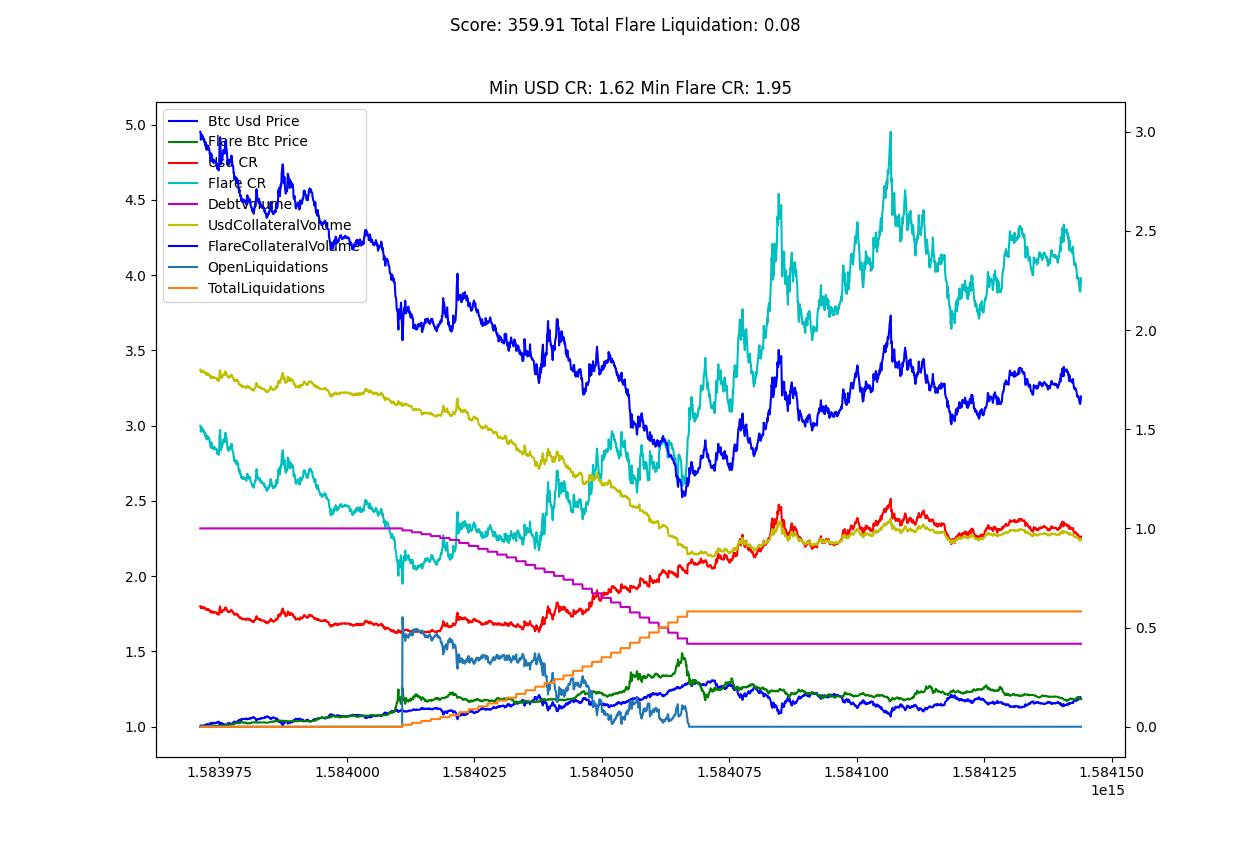 Score: 359.91 Total Flare Liquidation: 0.08
Min USD CR: 1.62 Min Flare CR: 1.95
Btc Usd Price
Flare Btc Price
Usd CR
Flare CR
DebtVolume
UsdCollateralVolume
FlareCollateralVolume
OpenLiquidations
TotalLiquidations
5.0
4.5
4.0
3.5
3.0
2.5
2.0
1.5
1.0
3.0
2.5
2.0
1.5
1.0
0.5
0.0
1.583975 1.584000 1.584025 1.584050 1.584075 1.584100 1.584125 1.584150
1e15